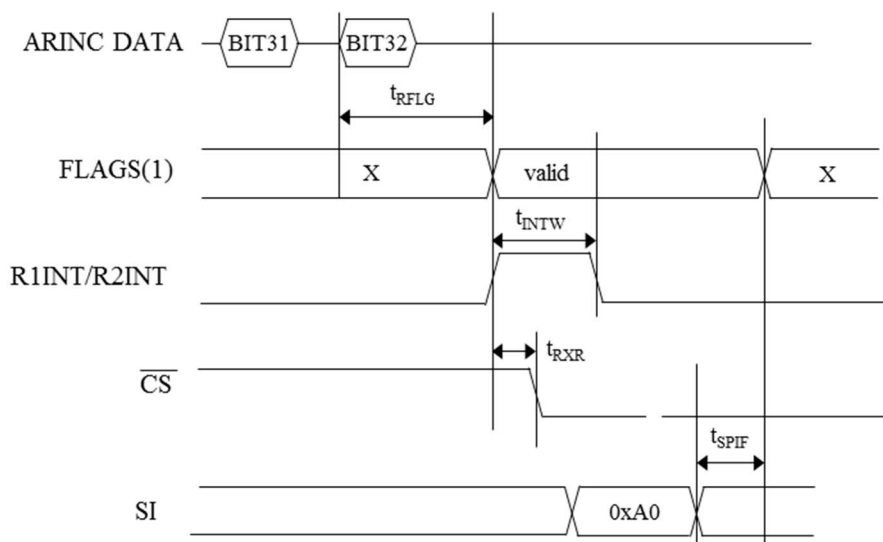 ARINC DATA
BIT31
BIT32
tRFLG
FLAGS(1)
X
valid
X
tINTW
R1INT/R2INT
tRXR
CS
tSPIF
SI
0xA0